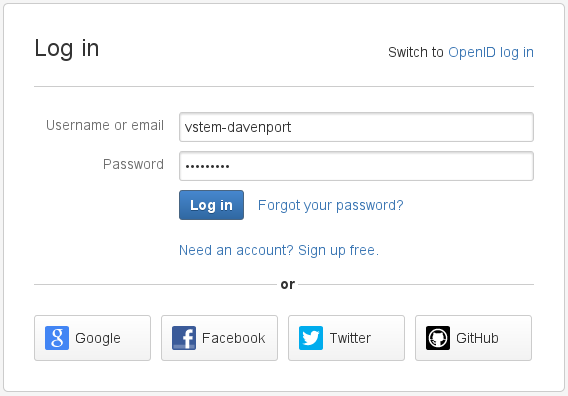 Log in
Switch to OpenID log in
Username or email
vstem-davenport
Password
•••••••••
Log in Forgot your password?
Need an account? Sign up free.
or
Google Facebook Twitter GitHub